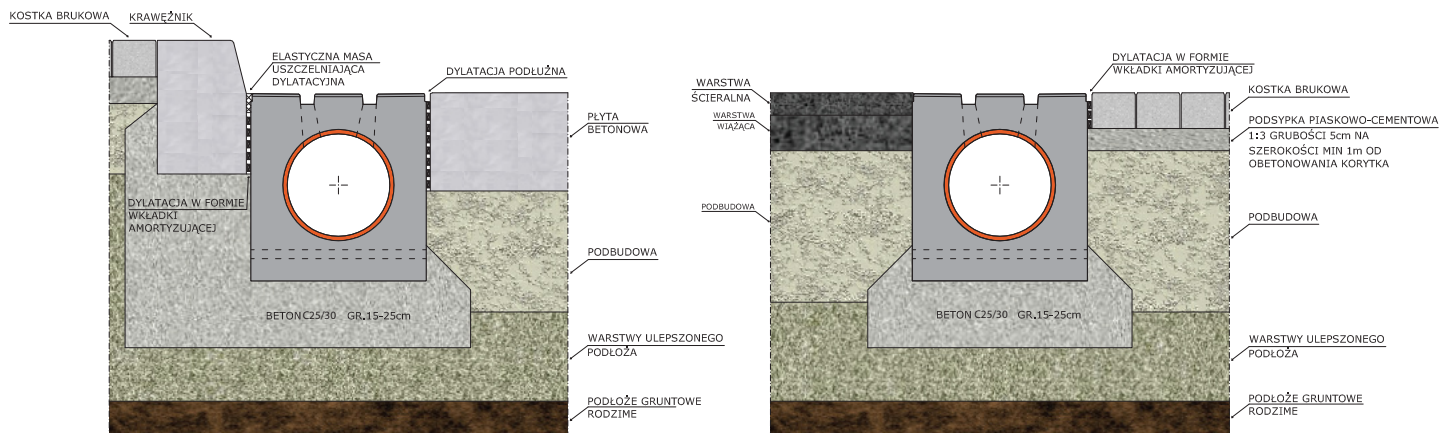 KOSTKA BRUKOWA
KRAWĘŻNIK
ELASTYCZNA MASA
USZCZELNIAJĄCA
DYLATACYJNA
DYLATACJA PODŁUŻNA
PŁYTA
BETONOWA
DYLATACJA W FORMIE
WKŁADKI
AMORTYZUJĄCEJ
PODBUDOWA
BETON C25/30 GR.15-25cm
WARSTWY ULEPSZONEGO
PODŁOŻA
PODŁOŻE GRUNTOWE
RODZIME
DYLATACJA W FORMIE
WKŁADKI AMORTYZUJĄCEJ
WARSTWA
ŚCIERALNA
WARSTWA
WIĄŻĄCA
KOSTKA BRUKOWA
PODSYPKA PIASKOWO-CEMENTOWA
1:3 GRUBOŚCI 5cm NA
SZEROKOŚCI MIN 1m OD
OBETONOWANIA KORYTKA
PODBUDOWA
PODBUDOWA
BETON C25/30 GR.15-25cm
WARSTWY ULEPSZONEGO
PODŁOŻA
PODŁOŻE GRUNTOWE
RODZIME